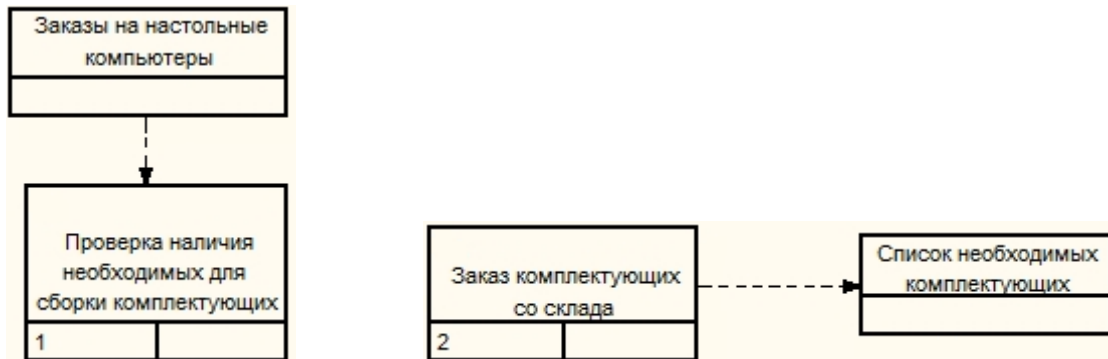 Заказы на настольные
компьютеры
Проверка наличия
необходимых для
сборки комплектующих
1
Заказ комплектующих
со склада
2
Список необходимых
комплектующих